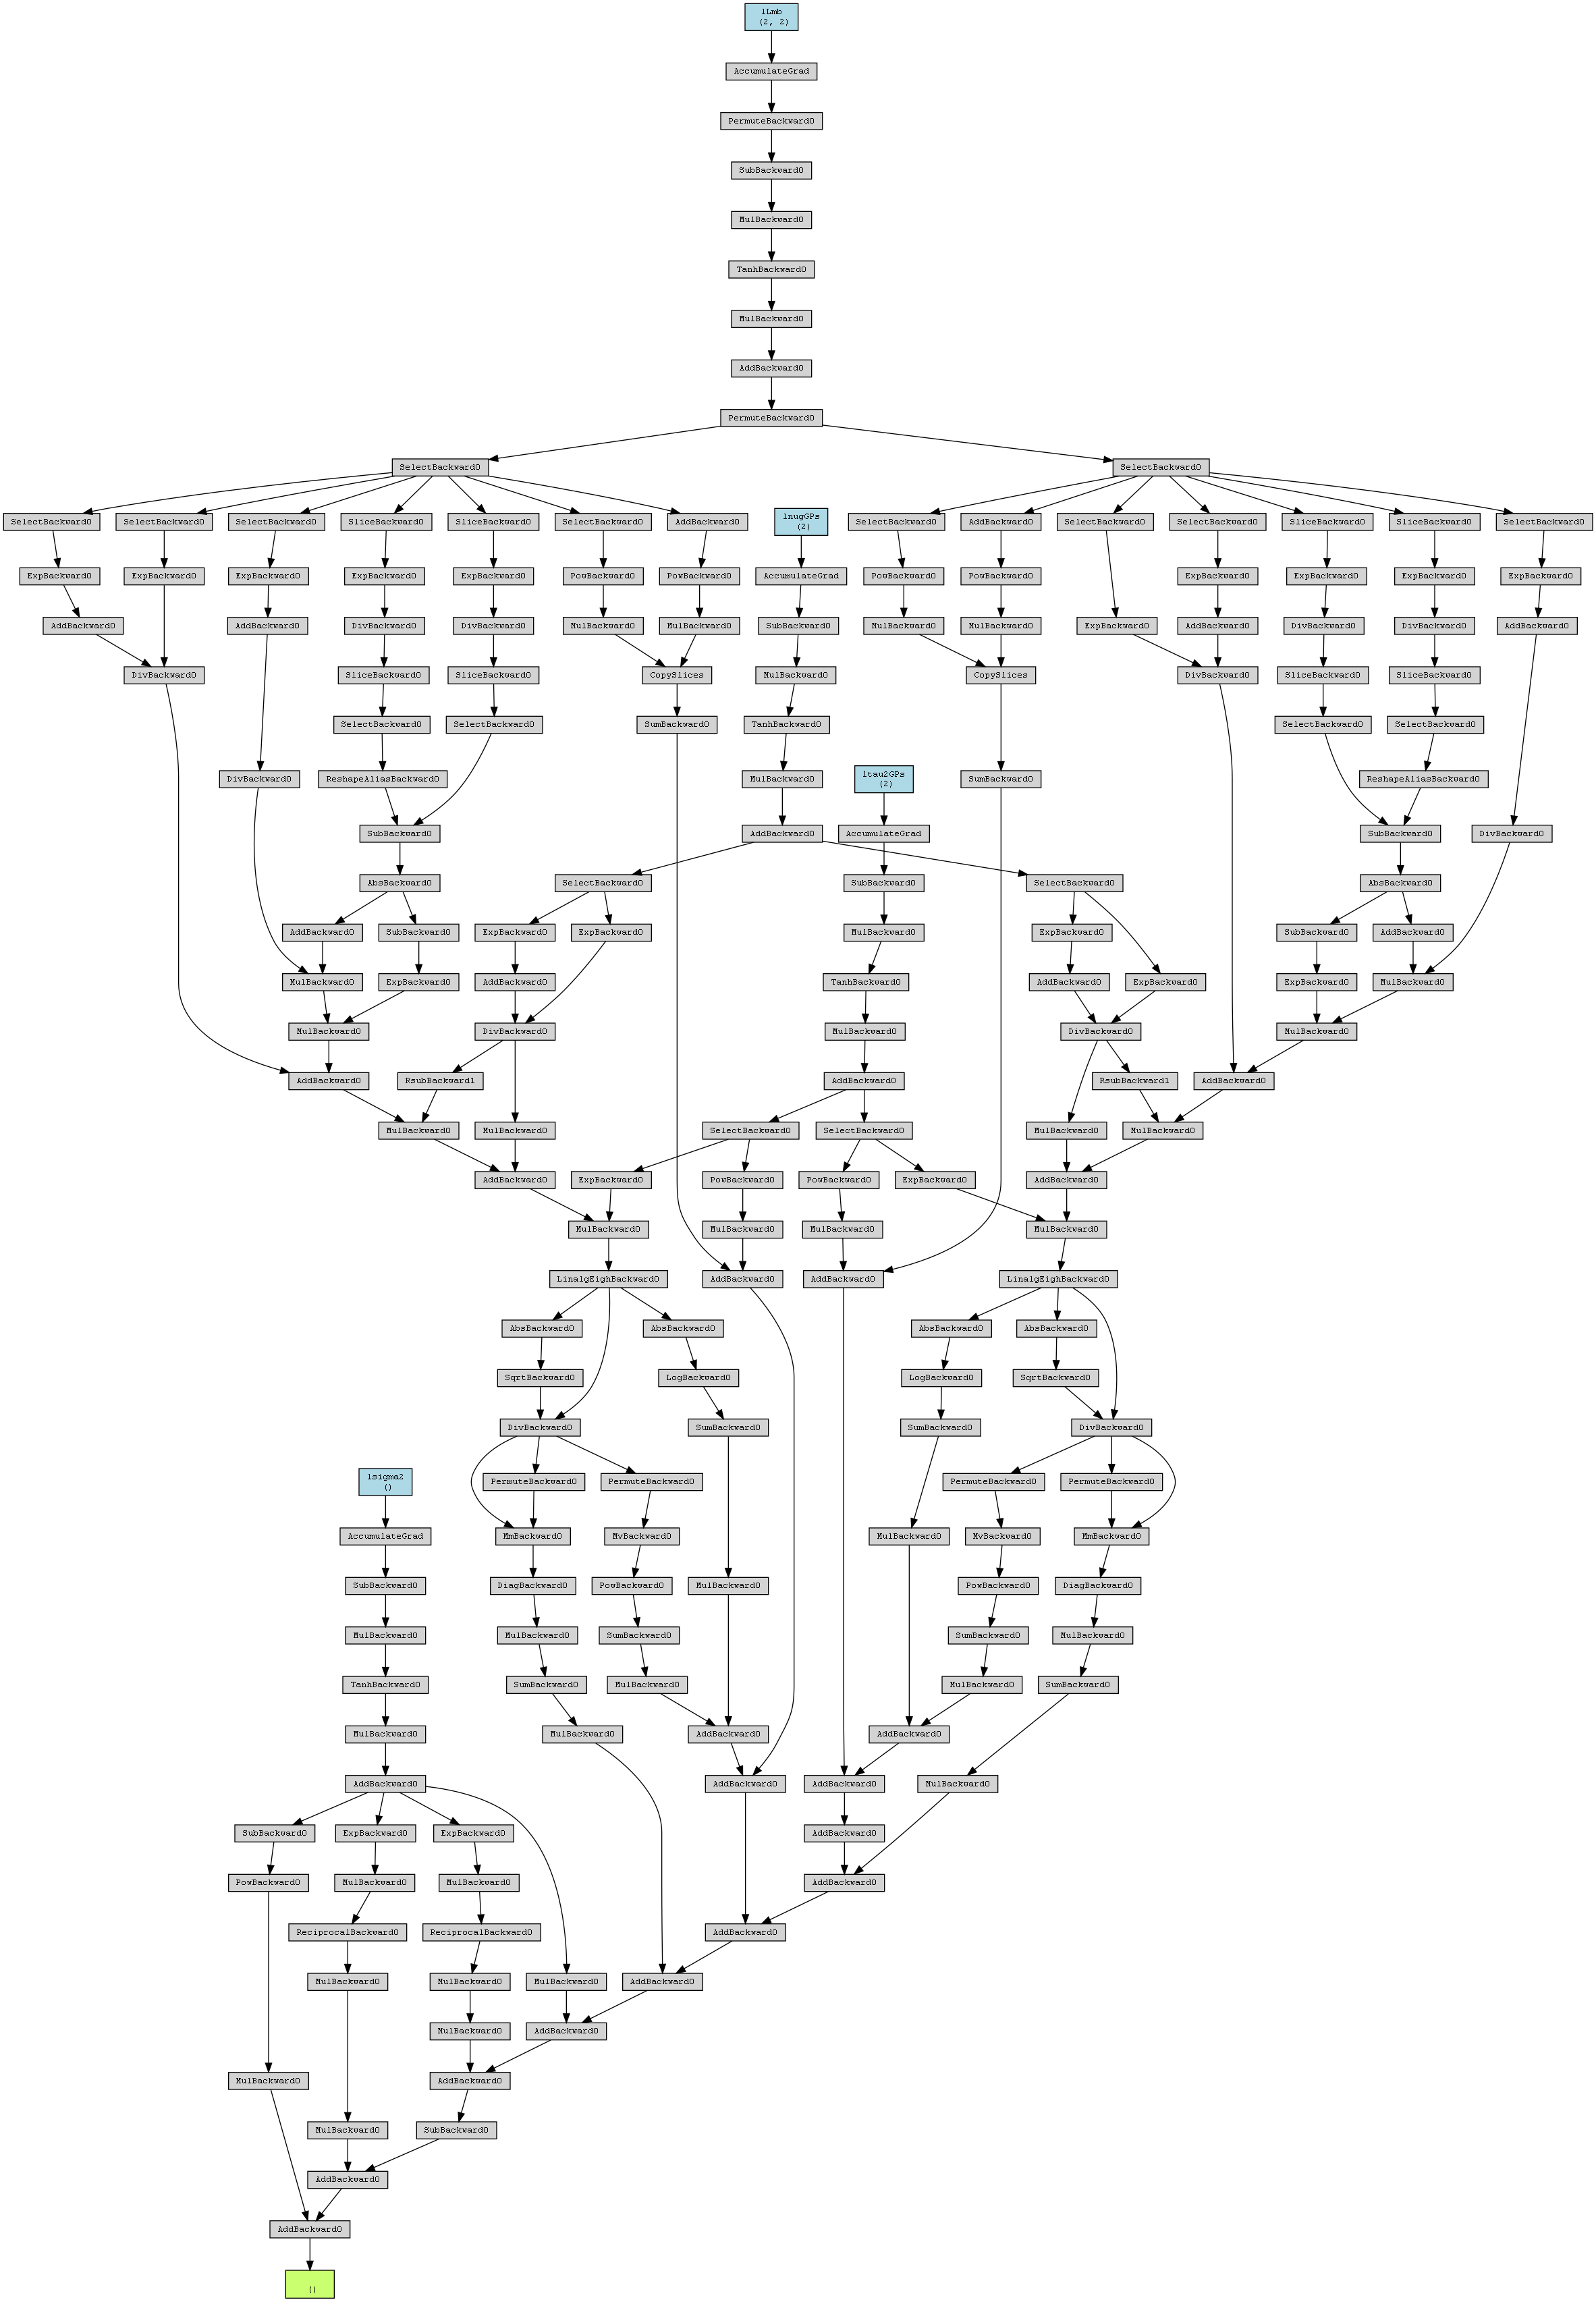 lLmb
(2, 2)
AccumulateGrad
PermuteBackward0
SubBackward0
MulBackward0
TanhBackward0
MulBackward0
AddBackward0
PermuteBackward0
SelectBackward0 SelectBackward0
SelectBackward0 SelectBackward0 SelectBackward0 SliceBackward0 SliceBackward0 SelectBackward0 AddBackward0 lnugGPs SelectBackward0 AddBackward0 SelectBackward0 SelectBackward0 SliceBackward0 SliceBackward0 SelectBackward0
(2)
ExpBackward0 ExpBackward0 ExpBackward0 ExpBackward0 ExpBackward0 PowBackward0 PowBackward0 AccumulateGrad PowBackward0 PowBackward0 ExpBackward0 ExpBackward0 ExpBackward0 ExpBackward0
AddBackward0 AddBackward0 DivBackward0 DivBackward0 MulBackward0 MulBackward0 SubBackward0 MulBackward0 MulBackward0 ExpBackward0 AddBackward0 DivBackward0 DivBackward0 AddBackward0
DivBackward0 SliceBackward0 SliceBackward0 CopySlices MulBackward0 CopySlices DivBackward0 SliceBackward0 SliceBackward0
SelectBackward0 SelectBackward0 SumBackward0 TanhBackward0 SelectBackward0 SelectBackward0
DivBackward0 ReshapeAliasBackward0 MulBackward0 ltau2GPs SumBackward0 ReshapeAliasBackward0
(2)
SubBackward0 AddBackward0 AccumulateGrad SubBackward0 DivBackward0
AbsBackward0 SelectBackward0 SubBackward0 SelectBackward0 AbsBackward0
AddBackward0 SubBackward0 ExpBackward0 ExpBackward0 MulBackward0 ExpBackward0 SubBackward0 AddBackward0
MulBackward0 ExpBackward0 AddBackward0 TanhBackward0 AddBackward0 ExpBackward0 ExpBackward0 MulBackward0
MulBackward0 DivBackward0 MulBackward0 DivBackward0 MulBackward0
AddBackward0 RsubBackward1 AddBackward0 RsubBackward1 AddBackward0
MulBackward0 MulBackward0 SelectBackward0 SelectBackward0 MulBackward0 MulBackward0
AddBackward0 ExpBackward0 PowBackward0 PowBackward0 ExpBackward0 AddBackward0
MulBackward0 MulBackward0 MulBackward0 MulBackward0
LinalgEighBackward0 AddBackward0 AddBackward0 LinalgEighBackward0
AbsBackward0 AbsBackward0 AbsBackward0 AbsBackward0
SqrtBackward0 LogBackward0 LogBackward0 SqrtBackward0
DivBackward0 SumBackward0 SumBackward0 DivBackward0
lsigma2 PermuteBackward0 PermuteBackward0 PermuteBackward0 PermuteBackward0
()
AccumulateGrad MmBackward0 MvBackward0 MulBackward0 MvBackward0 MmBackward0
SubBackward0 DiagBackward0 PowBackward0 MulBackward0 PowBackward0 DiagBackward0
MulBackward0 MulBackward0 SumBackward0 SumBackward0 MulBackward0
TanhBackward0 SumBackward0 MulBackward0 MulBackward0 SumBackward0
MulBackward0 MulBackward0 AddBackward0 AddBackward0
AddBackward0 AddBackward0 AddBackward0 MulBackward0
SubBackward0 ExpBackward0 ExpBackward0 AddBackward0
PowBackward0 MulBackward0 MulBackward0 AddBackward0
ReciprocalBackward0 ReciprocalBackward0 AddBackward0
MulBackward0 MulBackward0 MulBackward0 AddBackward0
MulBackward0 AddBackward0
MulBackward0 AddBackward0
MulBackward0 SubBackward0
AddBackward0
AddBackward0
()